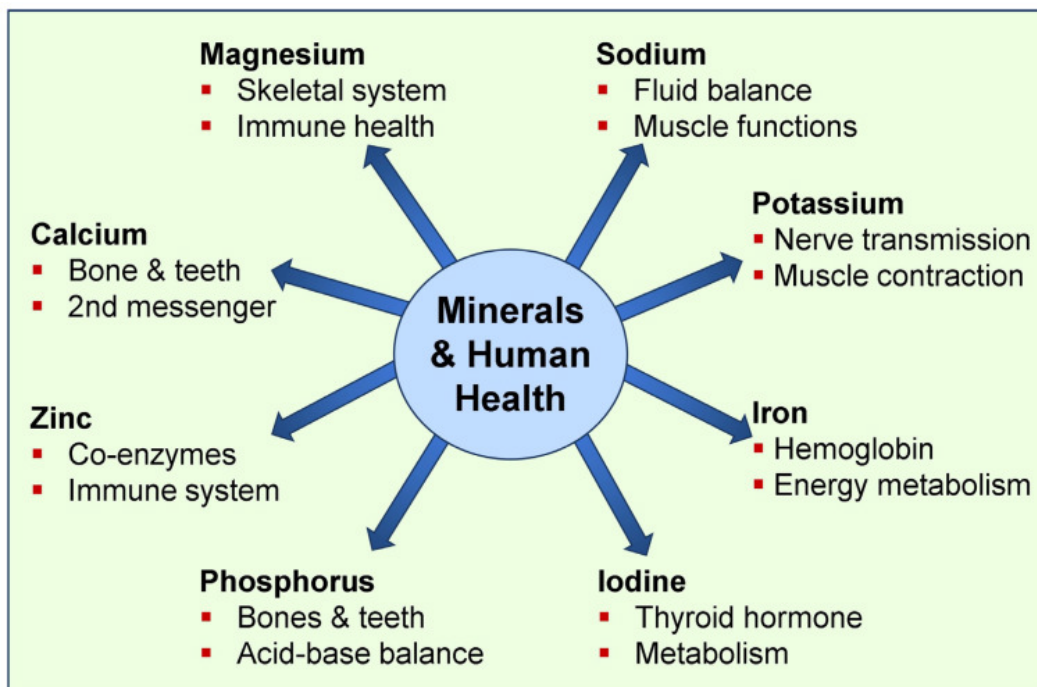 Magnesium
Skeletal system
Immune health
Sodium
Fluid balance
Muscle functions
Potassium
Nerve transmission
Muscle contraction
Calcium
Bone & teeth
2nd messenger
Minerals
& Human
Health
Zinc
Co-enzymes
Immune system
Iron
Hemoglobin
Energy metabolism
Phosphorus
Bones & teeth
Acid-base balance
Iodine
Thyroid hormone
Metabolism